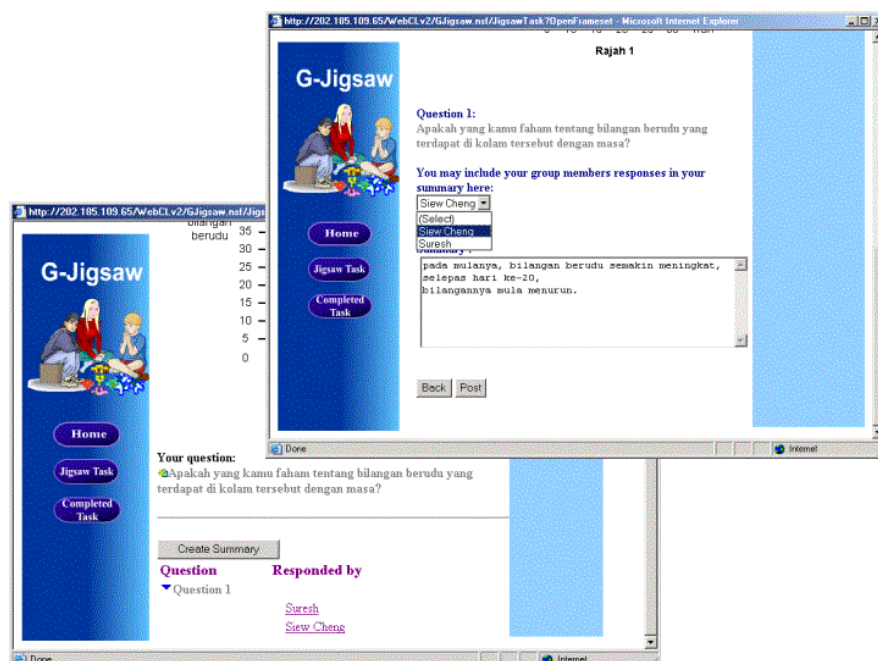 http://202.185.109.65/WebCLv2/GJigsaw.nsf/JigsawTask?OpenFrameset - Microsoft Internet Explorer
Rajah 1
G-Jigsaw
Question 1:
Apakah yang kamu faham tentang bilangan berudu yang
terdapat di kolam tersebut dengan masa?
You may include your group members responses in your
summary here:
Siew Cheng
(Select)
Siew Cheng
Suresh
Summary :
pada mulanya, bilangan berudu semakin meningkat,
selepas hari ke-20,
bilangannya mula menurun.
Home
Jigsaw Task
Completed
Task
Back Post
Done
Internet
http://202.185.109.65/WebCLv2/GJigsaw.nsf/Jigs
bilangan
berudu
35
30
25
20
15
10
5
0
G-Jigsaw
Home
Jigsaw Task
Completed
Task
Your question:
Apakah yang kamu faham tentang bilangan berudu yang
terdapat di kolam tersebut dengan masa?
Create Summary
Question Responded by
Question 1
Suresh
Siew Cheng
Done
Internet